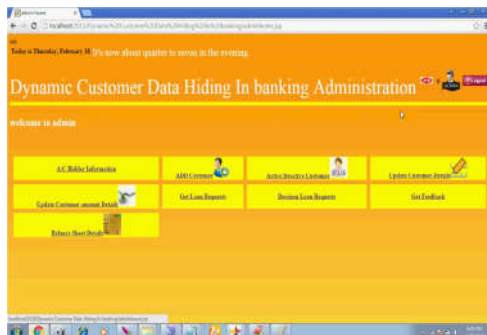 Today is Thursday, February 18 it's now about quarter to seven in the evening.
Dynamic Customer Data Hiding In banking Administration
welcome to admin
A/C Holder Information
ADD Customer
Active/Deactive Customer
Update Customer Details
Update Customer amount Details
Get Loan Requests
Decision Loan Requests
Get Feedback
Balance Sheet Details